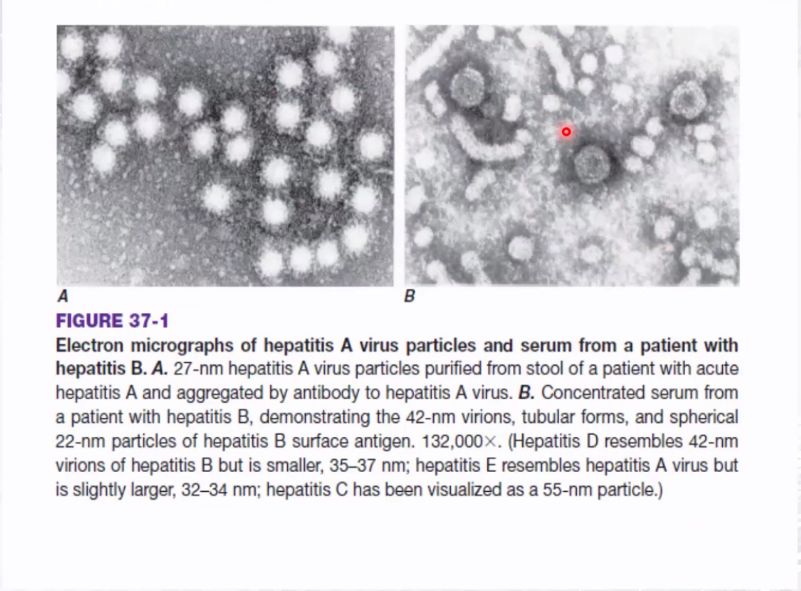 A
B
FIGURE 37-1
Electron micrographs of hepatitis A virus particles and serum from a patient with
hepatitis B. A. 27-nm hepatitis A virus particles purified from stool of a patient with acute
hepatitis A and aggregated by antibody to hepatitis A virus. B. Concentrated serum from
a patient with hepatitis B, demonstrating the 42-nm virions, tubular forms, and spherical
22-nm particles of hepatitis B surface antigen. 132,000×. (Hepatitis D resembles 42-nm
virions of hepatitis B but is smaller, 35–37 nm; hepatitis E resembles hepatitis A virus but
is slightly larger, 32–34 nm; hepatitis C has been visualized as a 55-nm particle.)